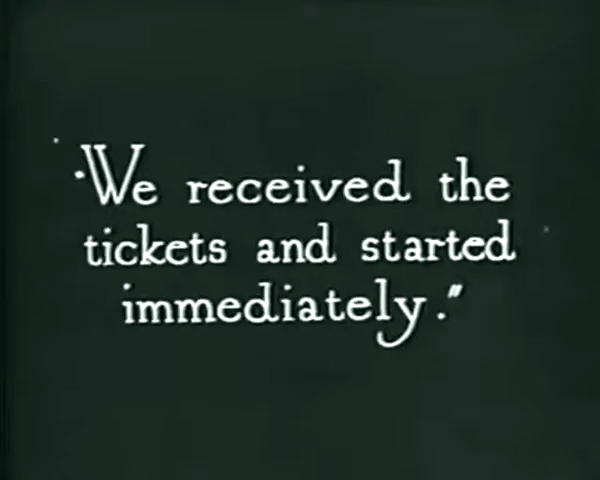 "We received the
tickets and started
immediately."